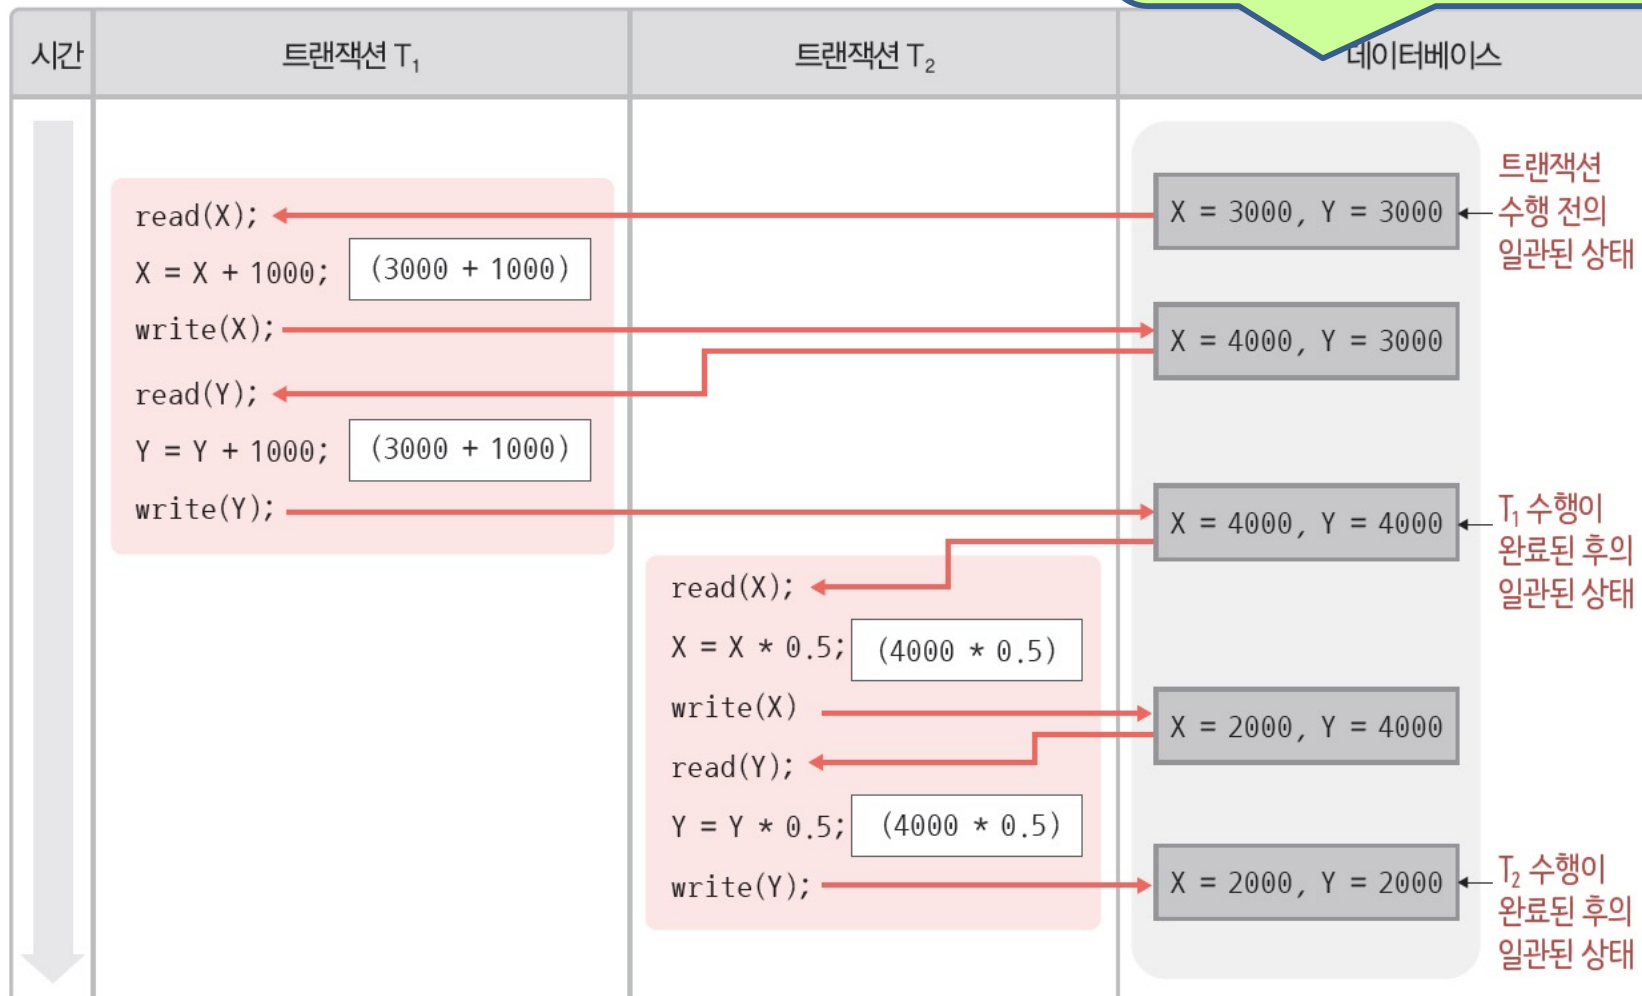 시간
트랜잭션 T₁
트랜잭션 T₂
데이터베이스
read(X);
X = X + 1000;
(3000 + 1000)
write(X);
read(Y);
Y = Y + 1000;
(3000 + 1000)
write(Y);
read(X);
X = X * 0.5;
(4000 * 0.5)
write(X)
read(Y);
Y = Y * 0.5;
(4000 * 0.5)
write(Y);
X = 3000, Y = 3000
트랜잭션
수행 전의
일관된 상태
X = 4000, Y = 3000
X = 4000, Y = 4000
T₁ 수행이
완료된 후의
일관된 상태
X = 2000, Y = 4000
X = 2000, Y = 2000
T₂ 수행이
완료된 후의
일관된 상태